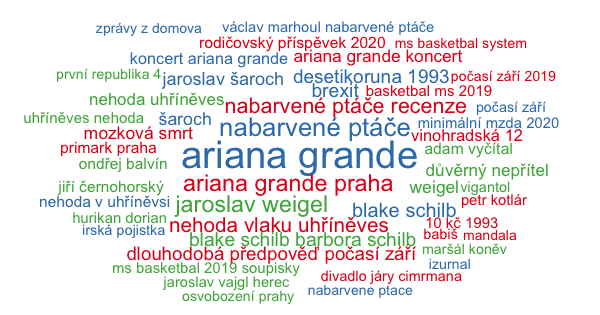 zprávy z domova
václav marhoul nabarvené ptáče
rodičovský příspěvek 2020
ms basketbal system
koncert ariana grande
ariana grande koncert
první republika 4
jaroslav šaroch
desetikoruna 1993
počasí září 2019
brexit
basketbal ms 2019
nehoda uhříněves
nabarvené ptáče recenze
počasí září
uhříněves nehoda
šaroch
nabarvené ptáče
minimální mzda 2020
mozková smrt
vinohradská 12
primark praha
ariana grande
adam vyčítal
ondřej balvín
důvěrný nepřítel
jiří černohorský
ariana grande praha
weigel
vigantol
nehoda v uhříněvsi
jaroslav weigel
blake schilb
petr kotlár
hurikan dorian
nehoda vlaku uhříněves
10 kč 1993
irská pojistka
blake schilb barbora schilb
babiš
mandala
dlouhodobá předpověď počasí září
maršál koněv
ms basketbal 2019 soupisky
izurnal
jaroslav vajgl herec
divadlo járy cimrmana
osvobození prahy
nabarvene ptace